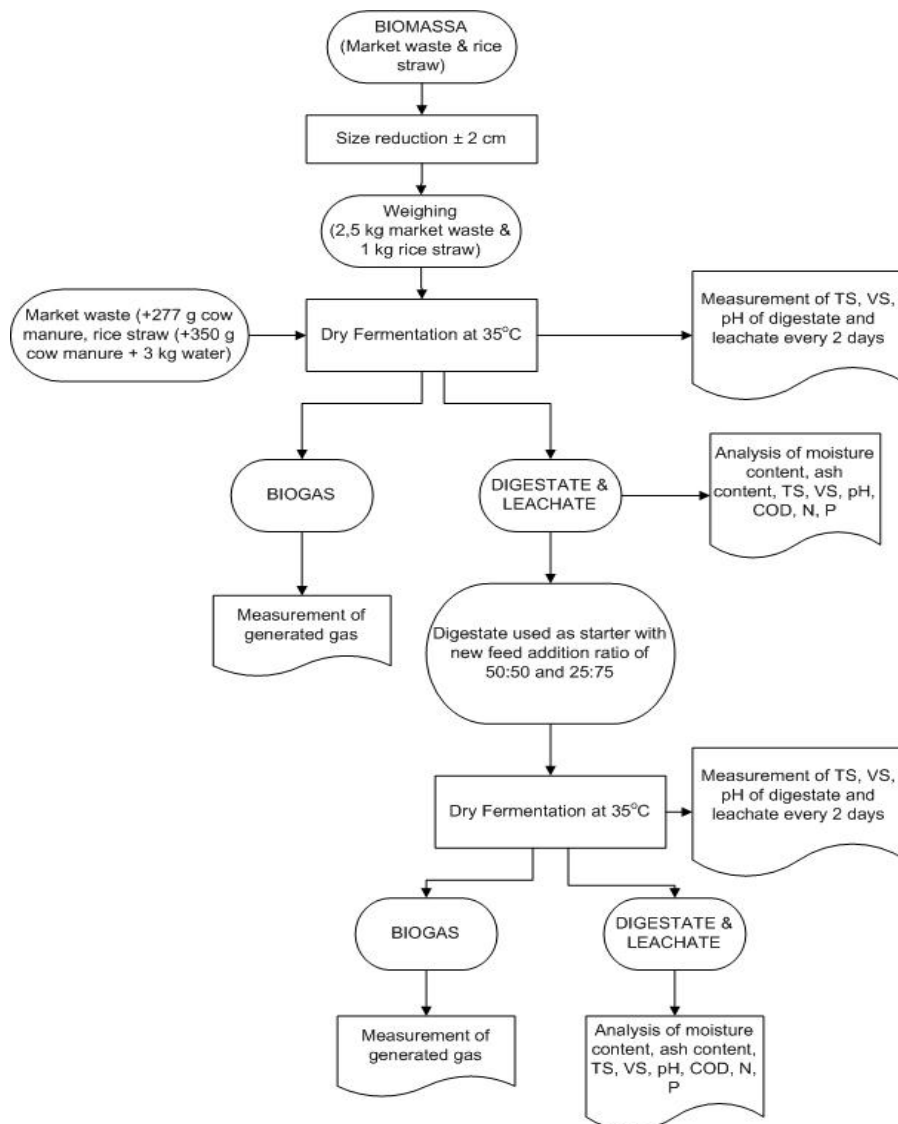 BIOMASSA
(Market waste & rice
straw)
Size reduction ± 2 cm
Weighing
(2,5 kg market waste &
1 kg rice straw)
Market waste (+277 g cow
manure, rice straw (+350 g
cow manure + 3 kg water)
Dry Fermentation at 35°C
Measurement of TS, VS,
pH of digestate and
leachate every 2 days
BIOGAS
DIGESTATE &
LEACHATE
Analysis of moisture
content, ash
content, TS, VS, pH,
COD, N, P
Measurement of
generated gas
Digestate used as starter with
new feed addition ratio of
50:50 and 25:75
Dry Fermentation at 35°C
Measurement of TS, VS,
pH of digestate and
leachate every 2 days
BIOGAS
DIGESTATE &
LEACHATE
Measurement of
generated gas
Analysis of moisture
content, ash content,
TS, VS, pH, COD, N,
P